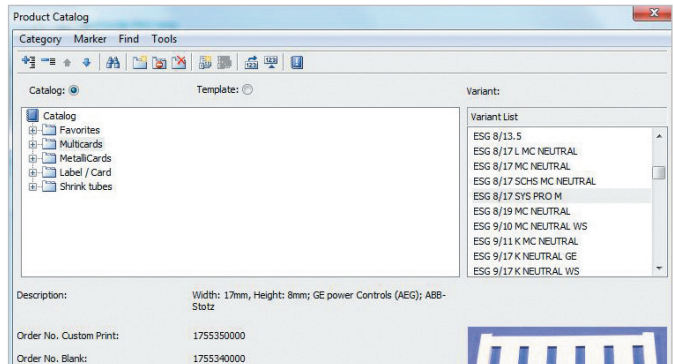 Product Catalog
Category Marker Find Tools
Catalog: Template: Variant:
Catalog
Favorites
Multicards
MetalliCards
Label / Card
Shrink tubes
Variant List
ESG 8/13.5
ESG 8/17 L MC NEUTRAL
ESG 8/17 MC NEUTRAL
ESG 8/17 SCHS MC NEUTRAL
ESG 8/17 SYS PRO M
ESG 8/19 MC NEUTRAL
ESG 9/10 MC NEUTRAL WS
ESG 9/11 K MC NEUTRAL
ESG 9/17 K NEUTRAL GE
ESG 9/17 K NEUTRAL WS
Description: Width: 17mm, Height: 8mm; GE power Controls (AEG); ABB-
Stotz
Order No. Custom Print: 1755350000
Order No. Blank: 1755340000